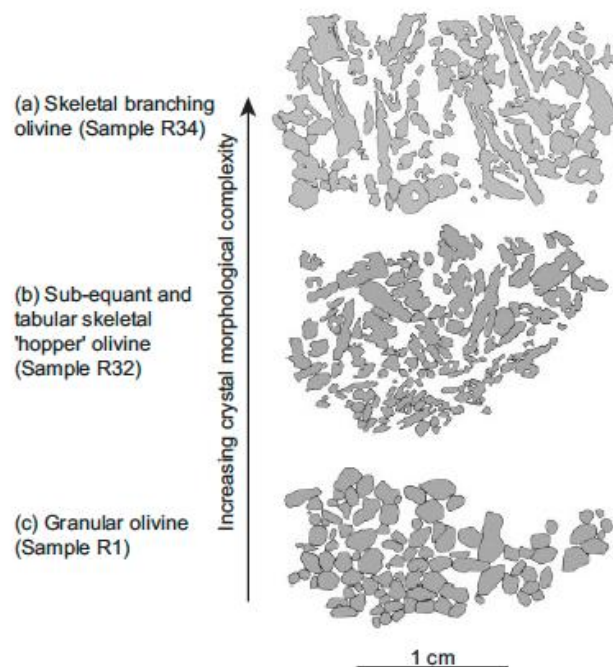 (a) Skeletal branching
olivine (Sample R34)
Increasing crystal morphological complexity
(b) Sub-equant and
tabular skeletal
'hopper' olivine
(Sample R32)
(c) Granular olivine
(Sample R1)
1 cm